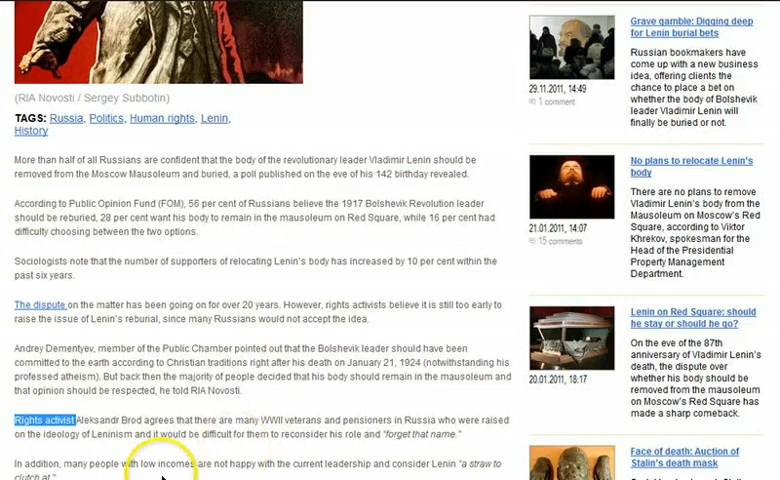 (RIA Novosti / Sergey Subbotin)
TAGS: Russia, Politics, Human rights, Lenin,
History
More than half of all Russians are confident that the body of the revolutionary leader Vladimir Lenin should be
removed from the Moscow Mausoleum and buried, a poll published on the eve of his 142 birthday revealed.
According to Public Opinion Fund (FOM), 56 per cent of Russians believe the 1917 Bolshevik Revolution leader
should be reburied, 28 per cent want his body to remain in the mausoleum on Red Square, while 16 per cent had
difficulty choosing between the two options.
Sociologists note that the number of supporters of relocating Lenin's body has increased by 10 per cent within the
past six years.
The dispute on the matter has been going on for over 20 years. However, rights activists believe it is still too early to
raise the issue of Lenin's reburial, since many Russians would not accept the idea.
Andrey Dementyev, member of the Public Chamber pointed out that the Bolshevik leader should have been
committed to the earth according to Christian traditions right after his death on January 21, 1924 (notwithstanding his
professed atheism). But back then the majority of people decided that his body should remain in the mausoleum and
that opinion should be respected, he told RIA Novosti.
Rights activist Aleksandr Brod agrees that there are many WWII veterans and pensioners in Russia who were raised
on the ideology of Leninism and it would be difficult for them to reconsider his role and "forget that name."
In addition, many people with low incomes are not happy with the current leadership and consider Lenin "a straw to
clutch at."
Grave gamble: Digging deep
for Lenin burial bets
29.11.2011, 14:49
1 comment
Russian bookmakers have
come up with a new business
idea, offering clients the
chance to place a bet on
whether the body of Bolshevik
leader Vladimir Lenin will
finally be buried or not.
No plans to relocate Lenin's
body
21.01.2011, 14:07
15 comments
There are no plans to remove
Vladimir Lenin's body from the
Mausoleum on Moscow's Red
Square, according to Viktor
Khrekov, spokesman for the
Head of the Presidential
Property Management
Department.
Lenin on Red Square: should
he stay or should he go?
20.01.2011, 18:17
On the eve of the 87th
anniversary of Vladimir Lenin's
death, the dispute over
whether his body should be
removed from the mausoleum
on Moscow's Red Square has
made a sharp comeback.
Face of death: Auction of
Stalin's death mask